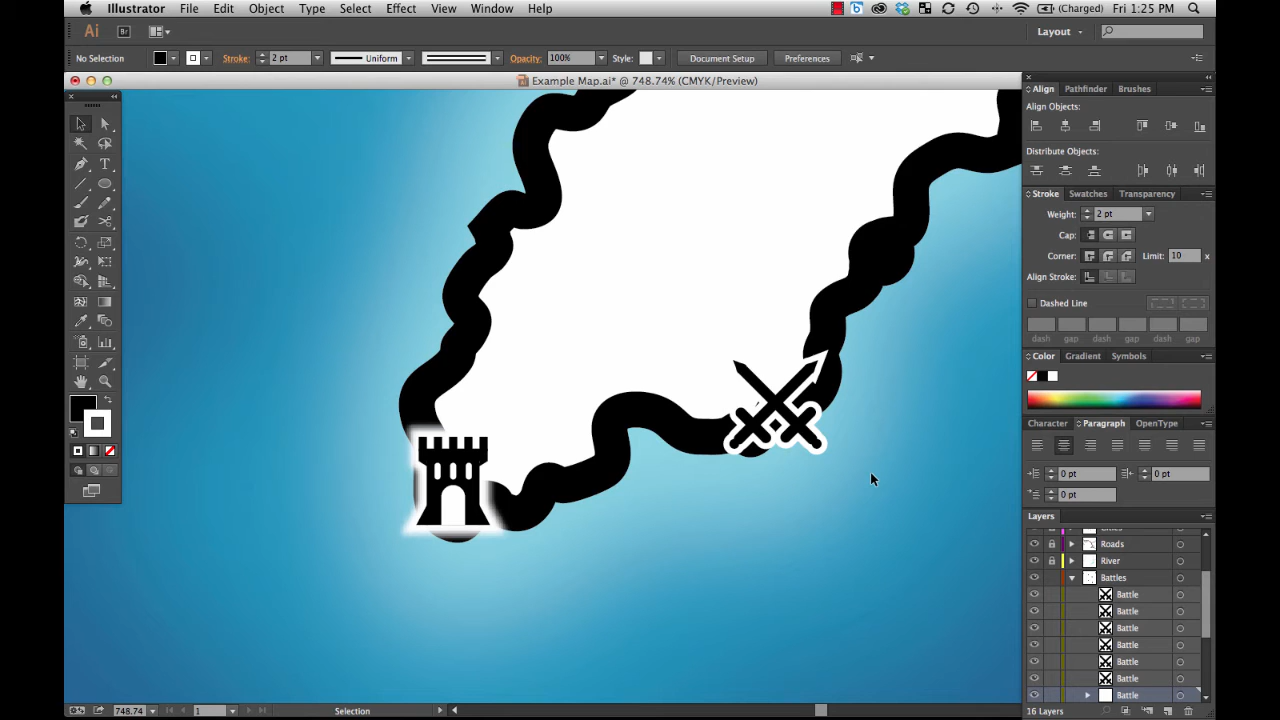 Illustrator File Edit Object Type Select Effect View Window Help (Charged) Fri 1:25 PM
Ai Br Layout
No Selection Stroke: 2 pt Uniform Opacity: 100% Style: Document Setup Preferences
Example Map.ai* @ 748.74% (CMYK/Preview)
Align Pathfinder Brushes
Align Objects:
Distribute Objects:
Stroke Swatches Transparency
Weight: 2 pt
Cap:
Corner: Limit: 10 x
Align Stroke:
Dashed Line
dash gap dash gap dash gap
Color Gradient Symbols
Character Paragraph OpenType
0 pt 0 pt
0 pt
Layers
Roads
River
Battles
Battle
Battle
Battle
Battle
Battle
Battle
Battle
16 Layers
748.74 1 Selection